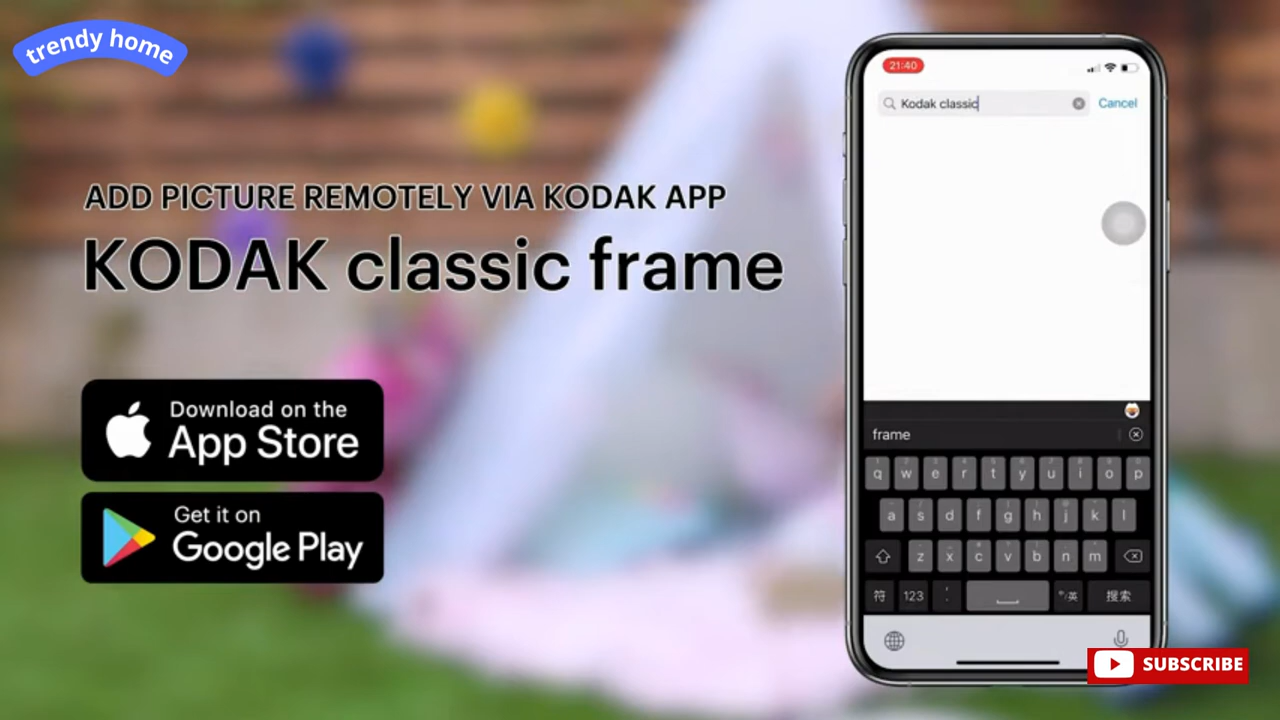 trendy home
ADD PICTURE REMOTELY VIA KODAK APP
KODAK classic frame
Download on the
App Store
Get it on
Google Play
21:40
Kodak classic
Cancel
frame
q w e r t y u i o p
a s d f g h j k l
z x c v b n m
符 123 英 搜索
SUBSCRIBE